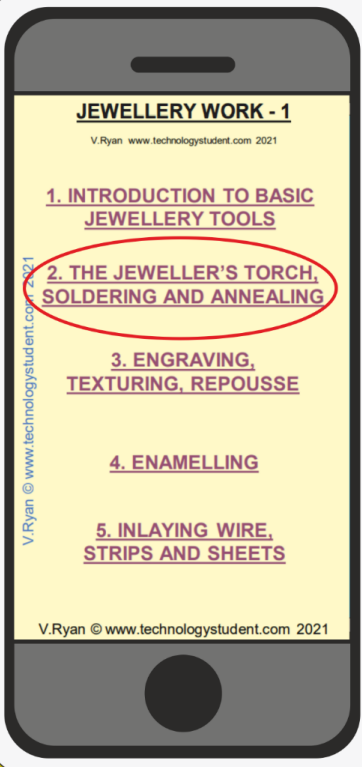 JEWELLERY WORK - 1
V.Ryan www.technologystudent.com 2021
1. INTRODUCTION TO BASIC
JEWELLERY TOOLS
2. THE JEWELLER'S TORCH,
SOLDERING AND ANNEALING
3. ENGRAVING,
TEXTURING, REPOUSSE
4. ENAMELLING
5. INLAYING WIRE,
STRIPS AND SHEETS
V.Ryan © www.technologystudent.com 2021
V.Ryan © www.technologystudent.com 2021